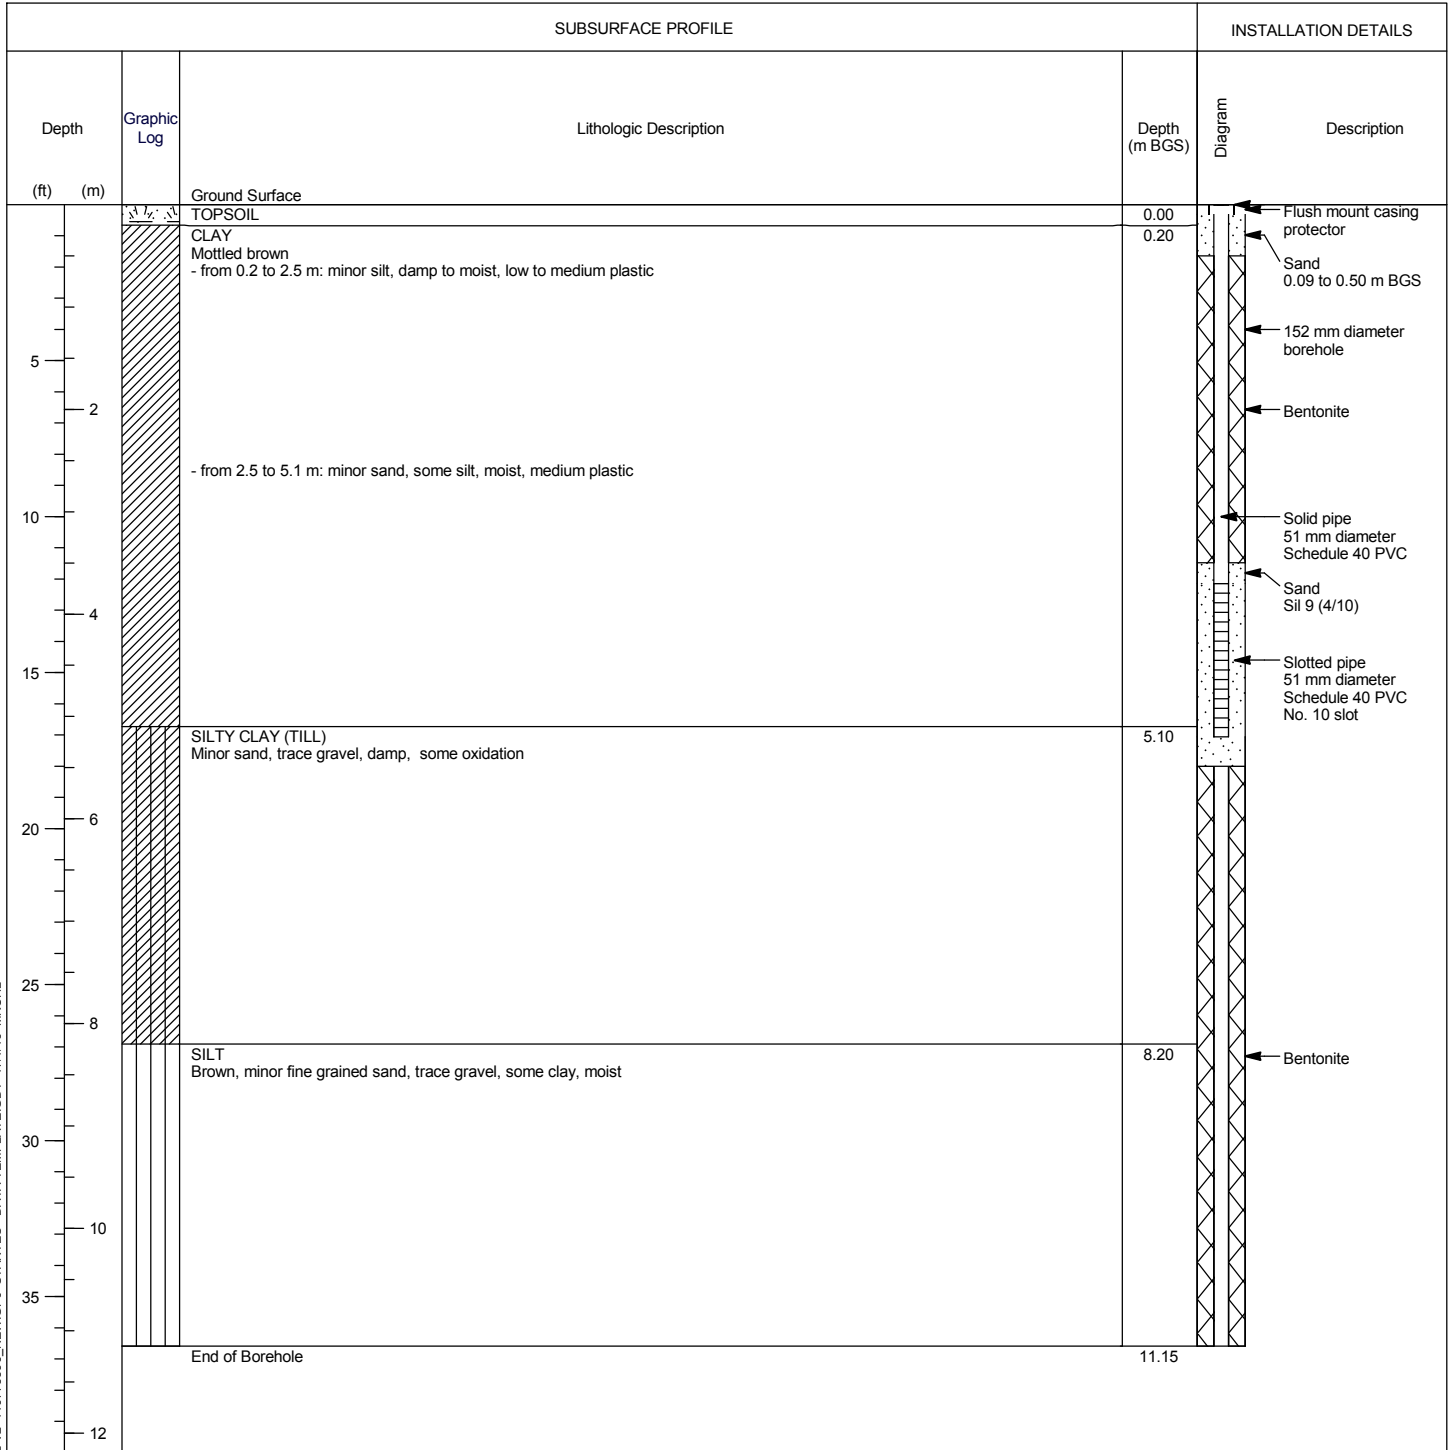 SUBSURFACE PROFILE
INSTALLATION DETAILS
Depth
Graphic
Log
Lithologic Description
Depth
(m BGS)
Diagram
Description
(ft)
(m)
Ground Surface
TOPSOIL
0.00
CLAY
0.20
Mottled brown
- from 0.2 to 2.5 m: minor silt, damp to moist, low to medium plastic
- from 2.5 to 5.1 m: minor sand, some silt, moist, medium plastic
SILTY CLAY (TILL)
5.10
Minor sand, trace gravel, damp, some oxidation
SILT
8.20
Brown, minor fine grained sand, trace gravel, some clay, moist
End of Borehole
11.15
5
10
15
20
25
30
35
2
4
6
8
10
12
Flush mount casing
protector
Sand
0.09 to 0.50 m BGS
152 mm diameter
borehole
Bentonite
Solid pipe
51 mm diameter
Schedule 40 PVC
Sand
Sil 9 (4/10)
Slotted pipe
51 mm diameter
Schedule 40 PVC
No. 10 slot
Bentonite